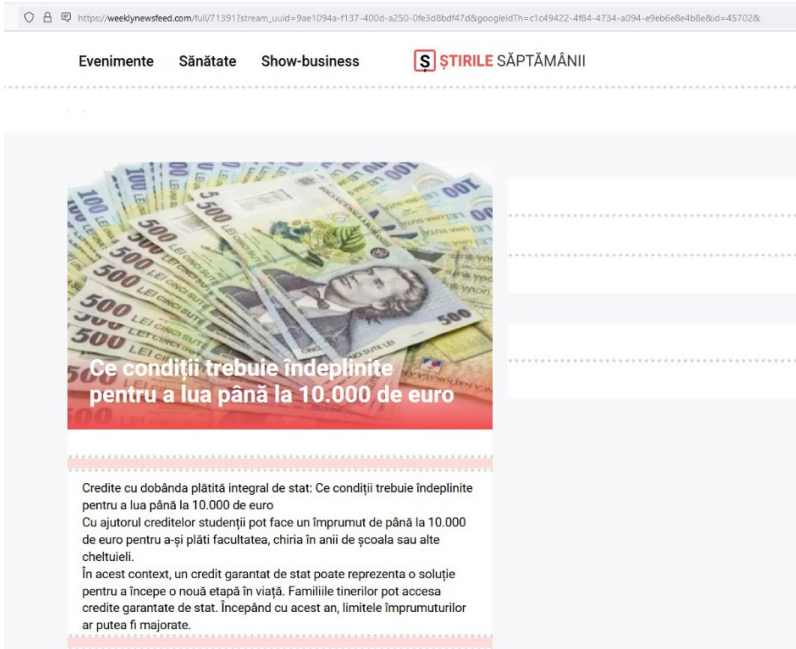 https://weeklynewsfeed.com/full/71391?stream_uuid=9ae1094a-f137-400d-a250-0fe3d8bdf47d&googleIdTh=c1c49422-4f84-4734-a094-e9eb6e8e4b8e&id=45702&
Evenimente Sănătate Show-business Ș ȘTIRILE SĂPTĂMÂNII
Ce condiții trebuie îndeplinite
pentru a lua până la 10.000 de euro
Credite cu dobânda plătită integral de stat: Ce condiții trebuie îndeplinite
pentru a lua până la 10.000 de euro
Cu ajutorul creditelor studenții pot face un împrumut de până la 10.000
de euro pentru a-și plăti facultatea, chiria în anii de școala sau alte
cheltuieli.
În acest context, un credit garantat de stat poate reprezenta o soluție
pentru a începe o nouă etapă în viață. Familiile tinerilor pot accesa
credite garantate de stat. Începând cu acest an, limitele împrumuturilor
ar putea fi majorate.